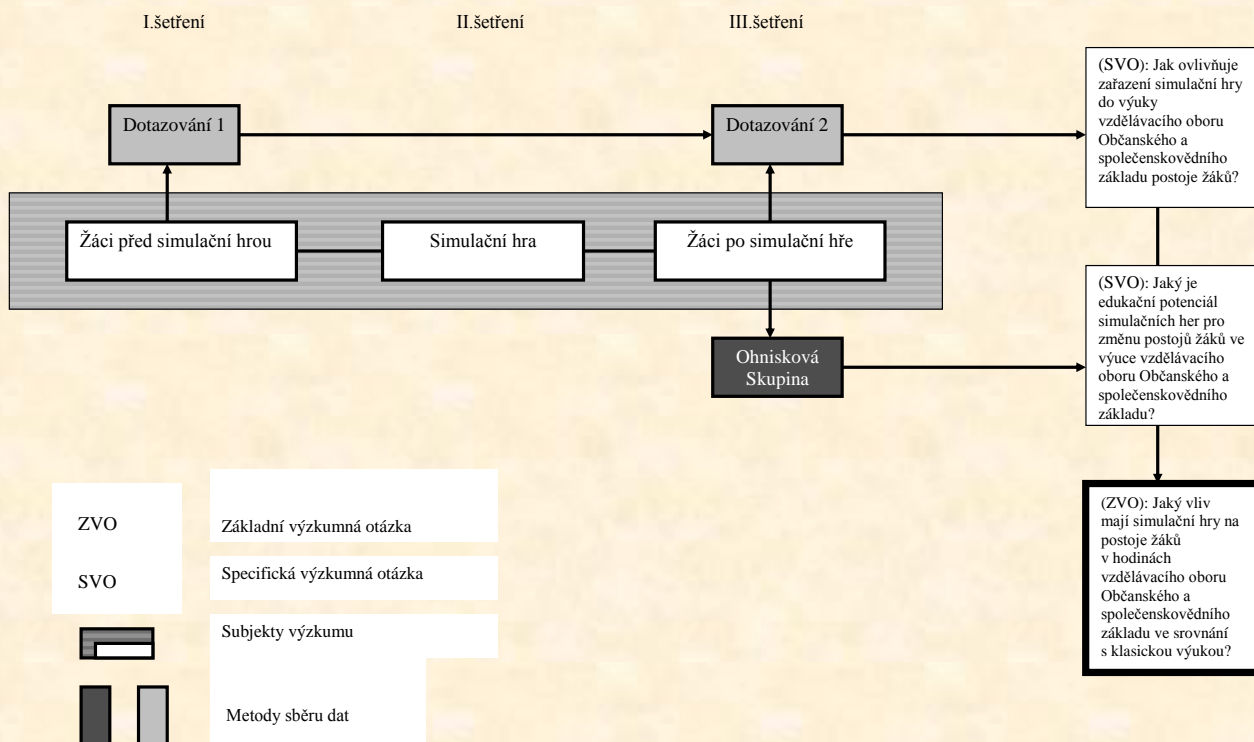 I.šetření
II.šetření
III.šetření
Dotazování 1
Dotazování 2
(SVO): Jak ovlivňuje
zařazení simulační hry
do výuky
vzdělávacího oboru
Občanského a
společenskovědního
základu postoje žáků?
Žáci před simulační hrou
Simulační hra
Žáci po simulační hře
(SVO): Jaký je
edukační potenciál
simulačních her pro
změnu postojů žáků ve
výuce vzdělávacího
oboru Občanského a
společenskovědního
základu?
Ohnisková
Skupina
(ZVO): Jaký vliv
mají simulační hry na
postoje žáků
v hodinách
vzdělávacího oboru
Občanského a
společenskovědního
základu ve srovnání
s klasickou výukou?
ZVO
Základní výzkumná otázka
SVO
Specifická výzkumná otázka
Subjekty výzkumu
Metody sběru dat